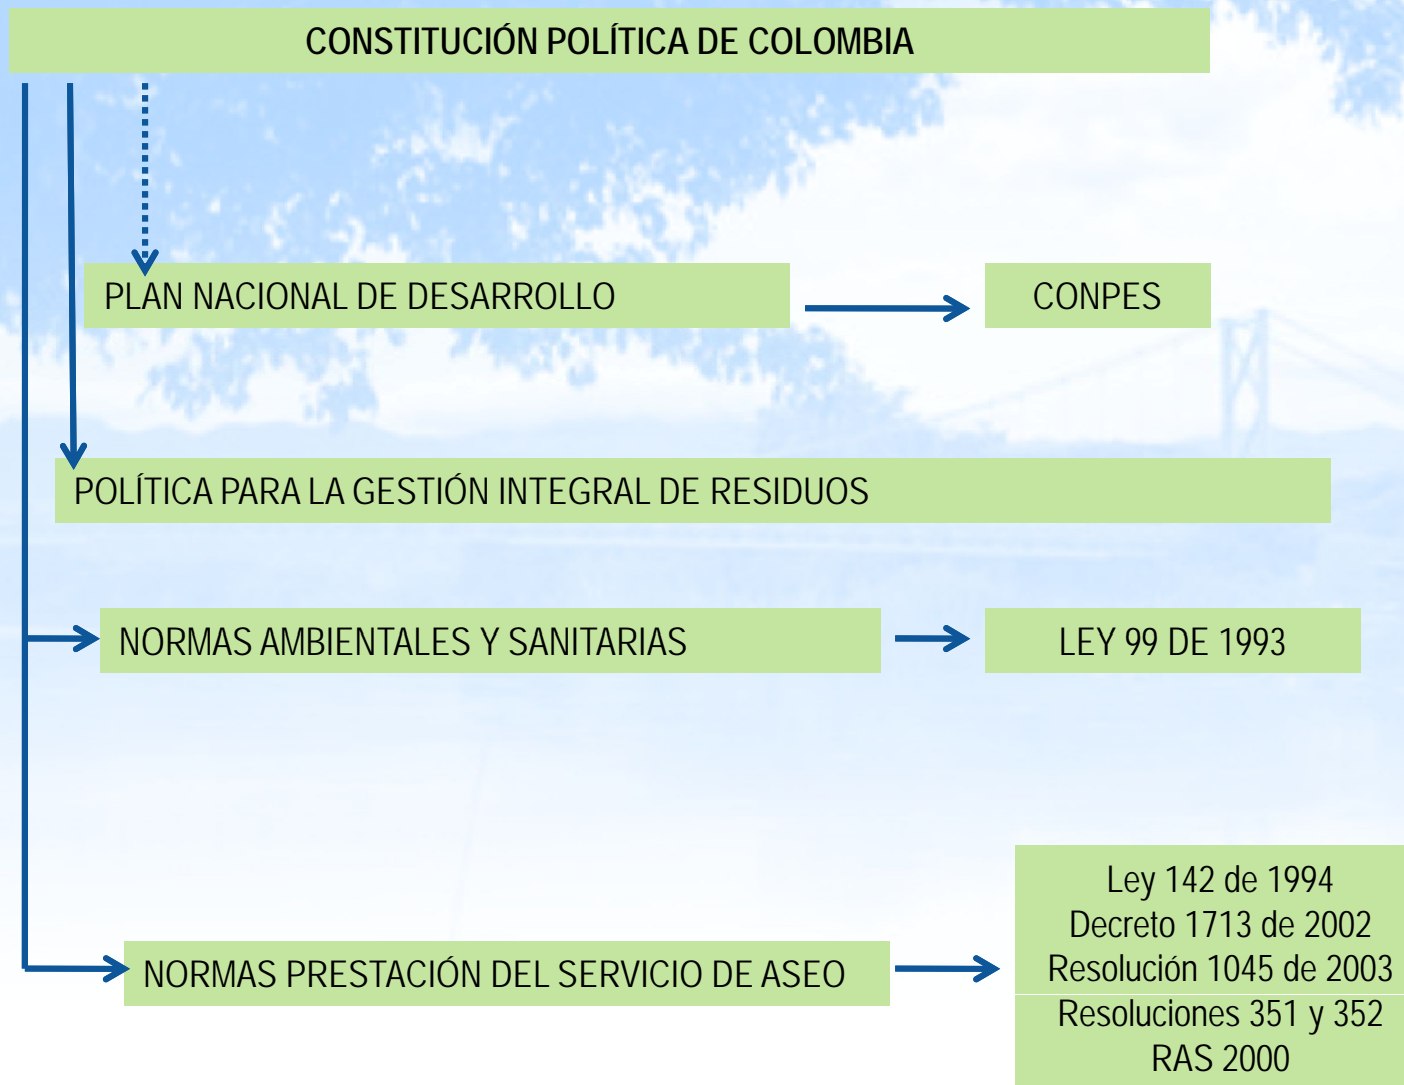 CONSTITUCIÓN POLÍTICA DE COLOMBIA
PLAN NACIONAL DE DESARROLLO
CONPES
POLÍTICA PARA LA GESTIÓN INTEGRAL DE RESIDUOS
NORMAS AMBIENTALES Y SANITARIAS
LEY 99 DE 1993
NORMAS PRESTACIÓN DEL SERVICIO DE ASEO
Ley 142 de 1994
Decreto 1713 de 2002
Resolución 1045 de 2003
Resoluciones 351 y 352
RAS 2000